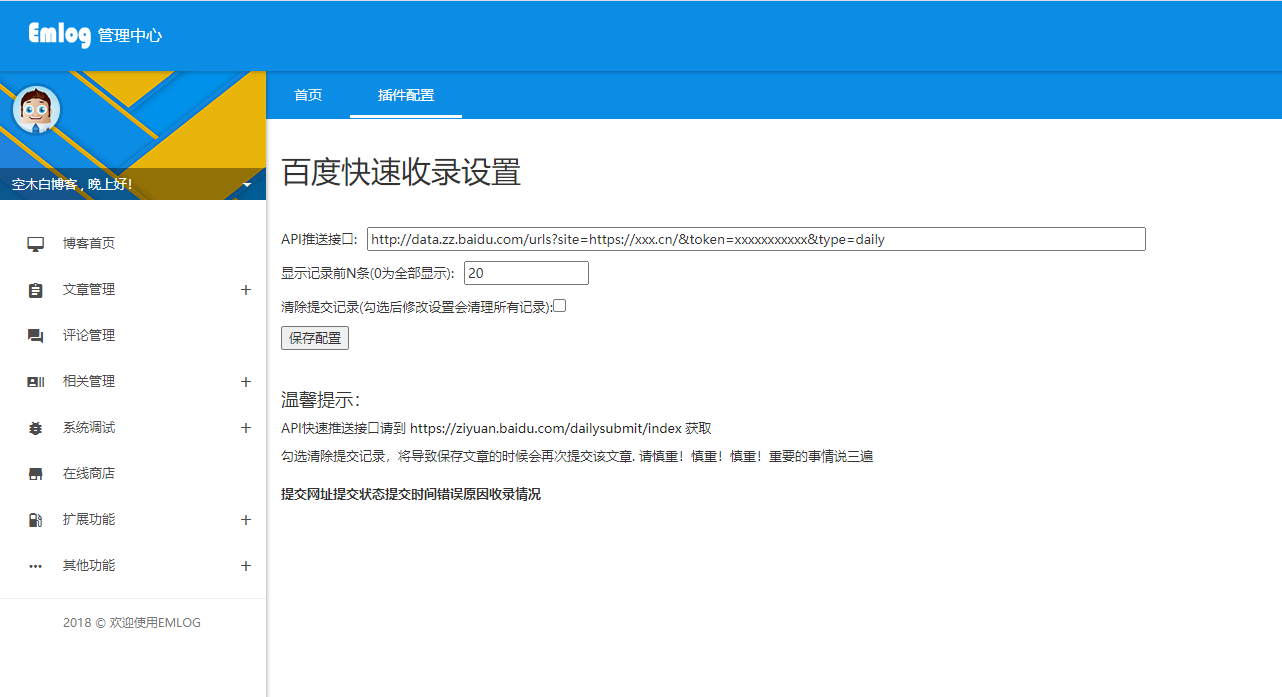 Emlog 管理中心
首页 插件配置
空木白博客 , 晚上好!
博客首页
文章管理 +
评论管理
相关管理 +
系统调试 +
在线商店
扩展功能 +
其他功能 +
2018 © 欢迎使用EMLOG
百度快速收录设置
API推送接口: http://data.zz.baidu.com/urls?site=https://xxx.cn/&token=xxxxxxxxxxx&type=daily
显示记录前N条(0为全部显示): 20
清除提交记录(勾选后修改设置会清理所有记录):
保存配置
温馨提示:
API快速推送接口请到 https://ziyuan.baidu.com/dailysubmit/index 获取
勾选清除提交记录，将导致保存文章的时候会再次提交该文章. 请慎重！慎重！慎重！重要的事情说三遍
提交网址提交状态提交时间错误原因收录情况